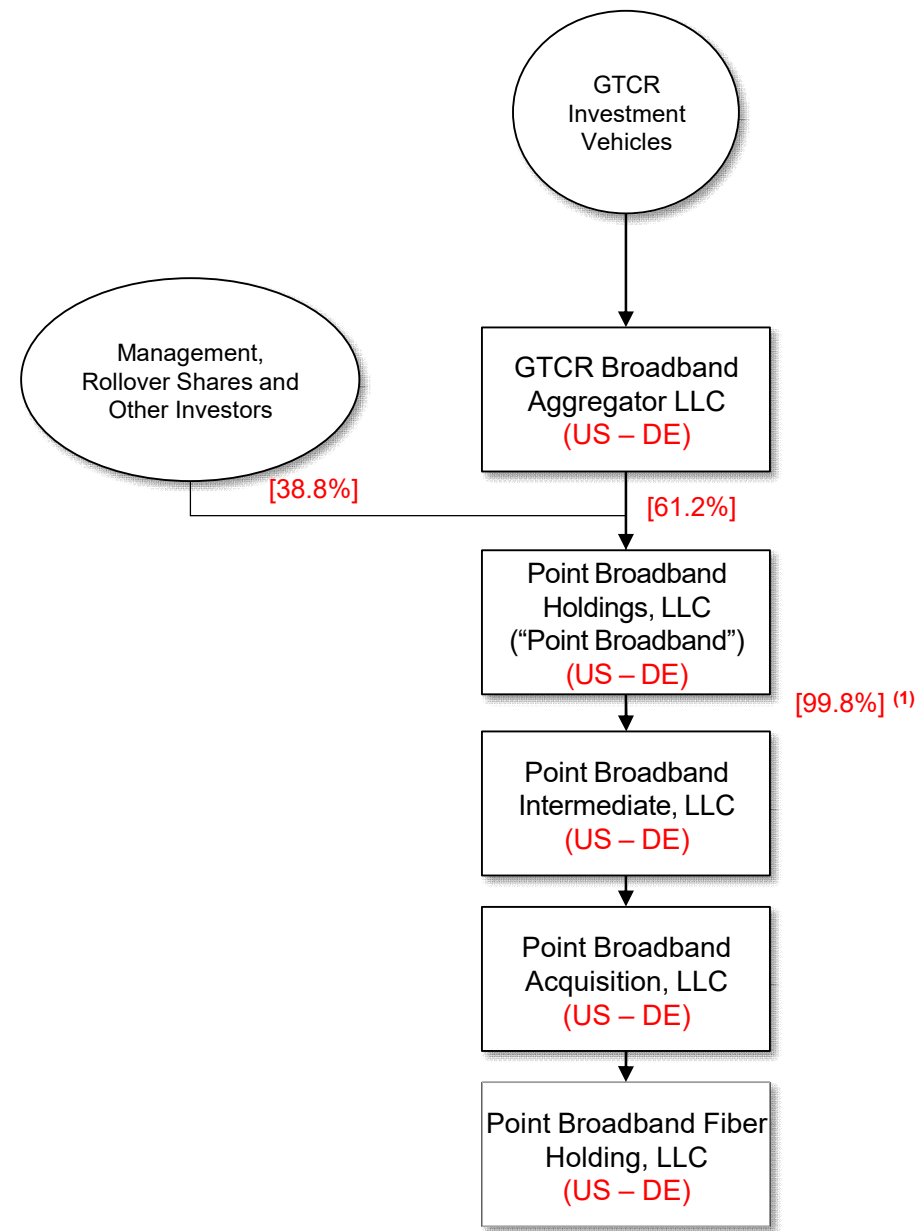 GTCR
Investment
Vehicles
Management,
Rollover Shares and
Other Investors
GTCR Broadband
Aggregator LLC
(US – DE)
[38.8%]
[61.2%]
Point Broadband
Holdings, LLC
(“Point Broadband”)
(US – DE)
[99.8%] (1)
Point Broadband
Intermediate, LLC
(US – DE)
Point Broadband
Acquisition, LLC
(US – DE)
Point Broadband Fiber
Holding, LLC
(US – DE)